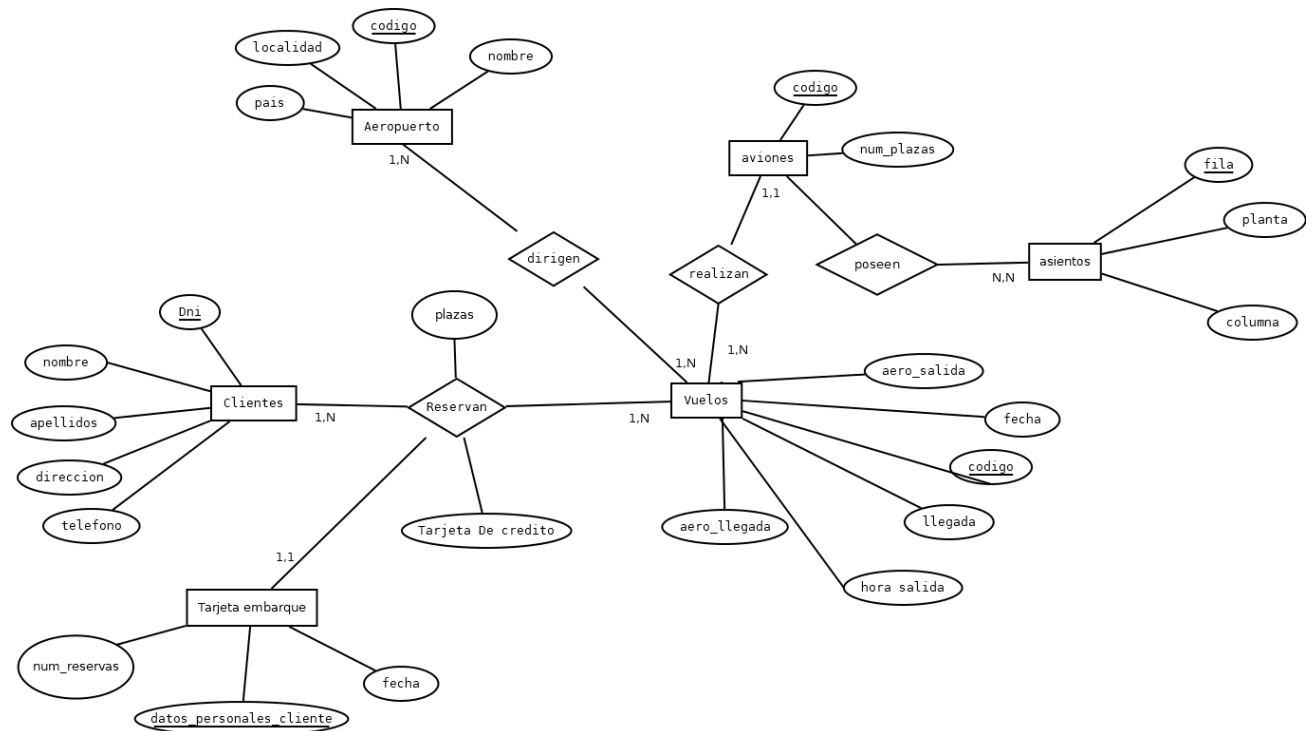 codigo
localidad
nombre
pais
Aeropuerto
1,N
codigo
num_plazas
aviones
1,1
fila
planta
asientos
N,N
columna
dirigen
realizan
poseen
Dni
nombre
apellidos
direccion
telefono
Clientes
1,N
plazas
Reservan
1,N
1,N
1,N
Vuelos
aero_salida
fecha
codigo
llegada
aero_llegada
hora salida
Tarjeta De credito
1,1
Tarjeta embarque
num_reservas
datos_personales_cliente
fecha